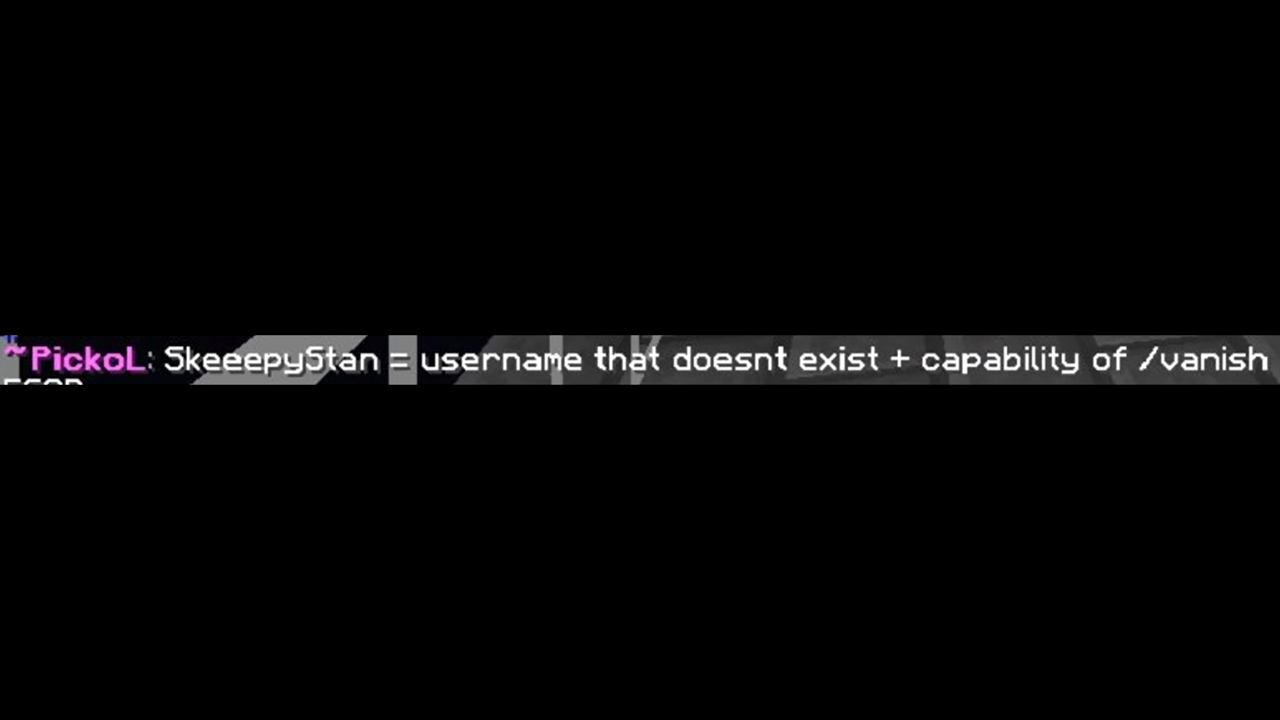 ~PickoL: SkeeepyStan = username that doesnt exist + capability of /vanish